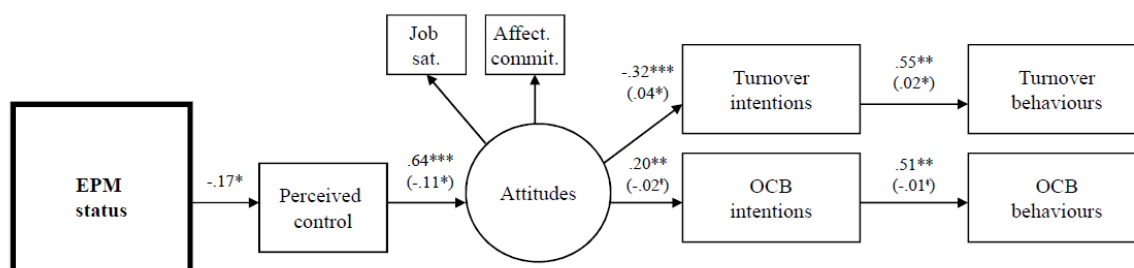 Job
sat.
Affect.
commit.
-.32***
(.04*)
Turnover
intentions
.55**
(.02*)
Turnover
behaviours
EPM
status
-.17*
Perceived
control
.64***
(-.11*)
Attitudes
.20**
(-.02ᵗ)
OCB
intentions
.51**
(-.01ᵗ)
OCB
behaviours